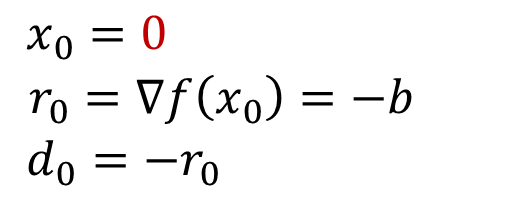 x₀ = 0
r₀ = ∇f(x₀) = −b
d₀ = −r₀